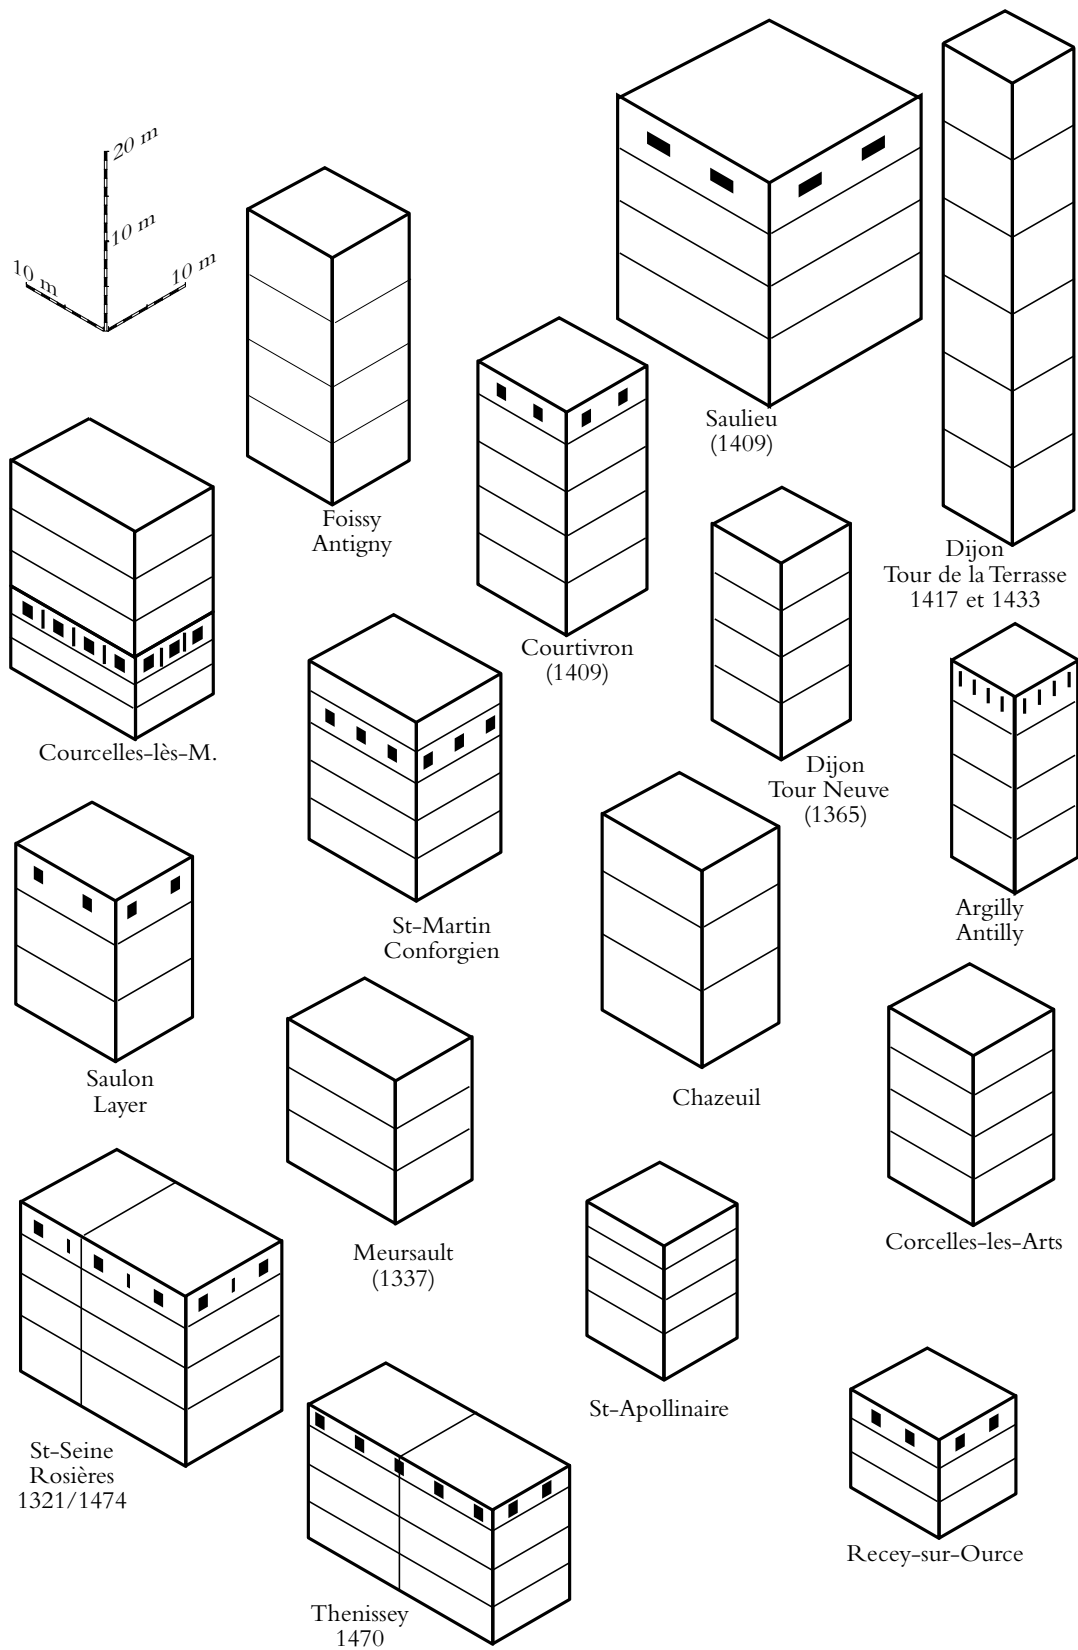 20 m
10 m
10 m
10 m
Saulieu
(1409)
Foissy
Antigny
Dijon
Tour de la Terrasse
1417 et 1433
Courtivron
(1409)
Courcelles-lès-M.
Dijon
Tour Neuve
(1365)
St-Martin
Conforgien
Argilly
Antilly
Saulon
Layer
Chazeuil
Meursault
(1337)
Corcelles-les-Arts
St-Apollinaire
St-Seine
Rosières
1321/1474
Recey-sur-Ource
Thenissey
1470